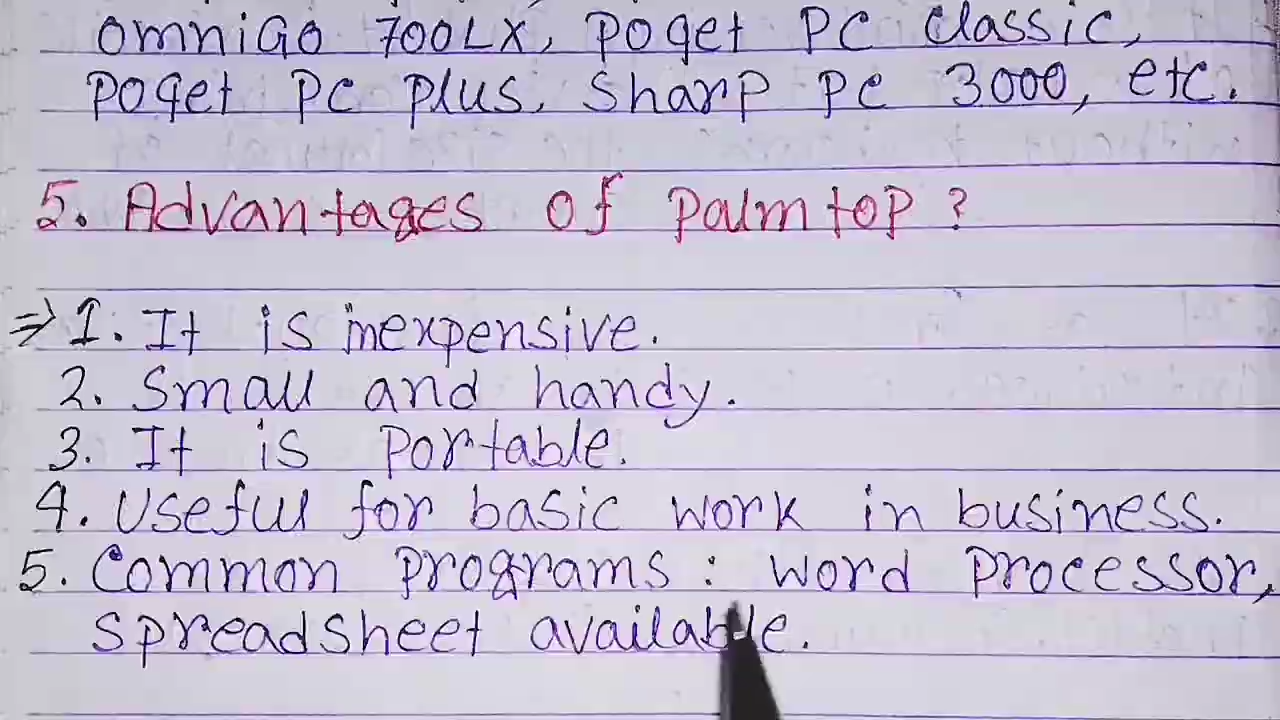 OmniGo 700LX, Poqet PC Classic,
Poqet PC plus, Sharp PC 3000, etc.
5. Advantages of Palmtop ?
⇒ 1. It is inexpensive.
2. Small and handy.
3. It is Portable.
4. Useful for basic work in business.
5. Common Programs : Word Processor,
Spreadsheet available.